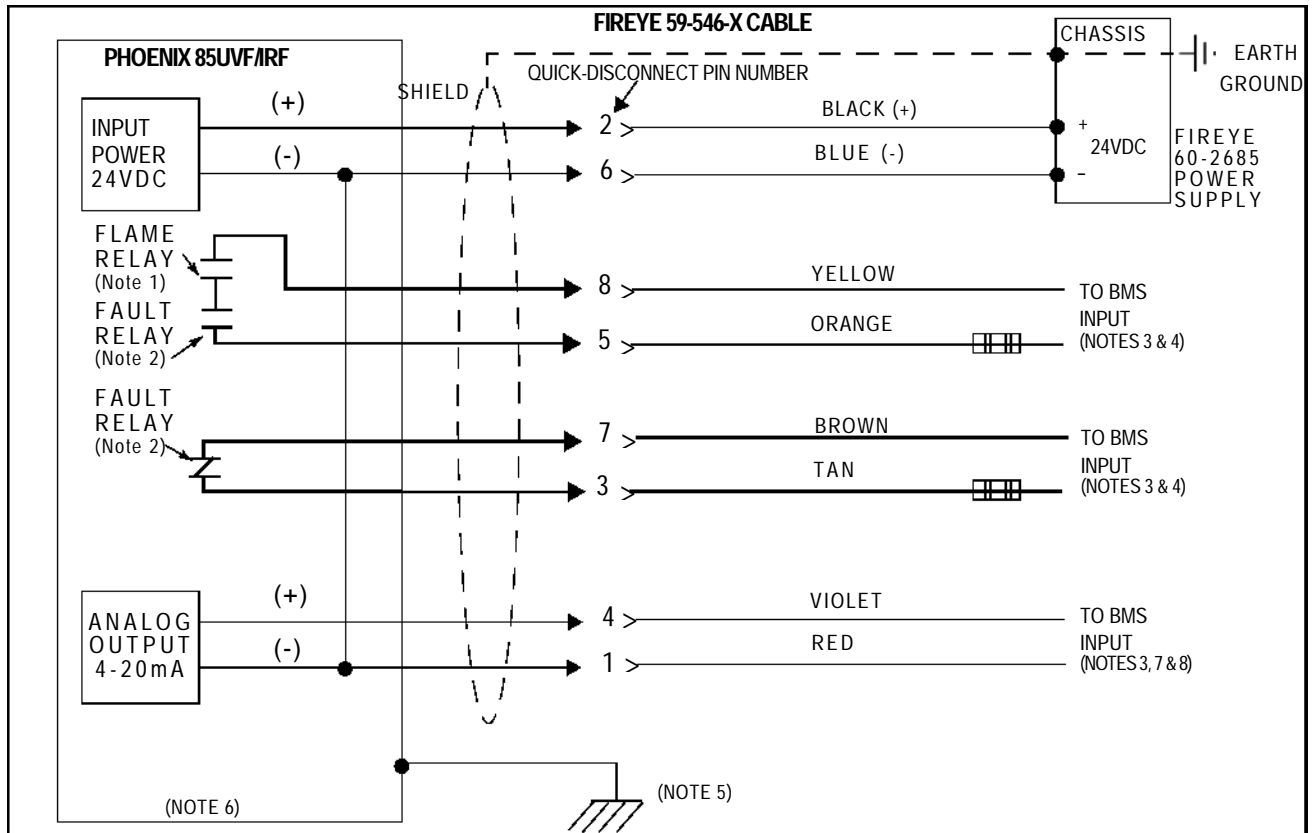 FIREYE 59-546-X CABLE
CHASSIS
PHOENIX 85UVF/IRF
EARTH
GROUND
QUICK-DISCONNECT PIN NUMBER
SHIELD
INPUT
POWER
24VDC
(+)
2
BLACK (+)
+
24VDC
(-)
6
BLUE (-)
-
FIREYE
60-2685
POWER
SUPPLY
FLAME
RELAY
(Note 1)
8
YELLOW
TO BMS
INPUT
(NOTES 3 & 4)
FAULT
RELAY
(Note 2)
5
ORANGE
FAULT
RELAY
(Note 2)
7
BROWN
TO BMS
INPUT
(NOTES 3 & 4)
3
TAN
ANALOG
OUTPUT
4-20mA
(+)
4
VIOLET
TO BMS
INPUT
(NOTES 3, 7 & 8)
(-)
1
RED
(NOTE 6)
(NOTE 5)